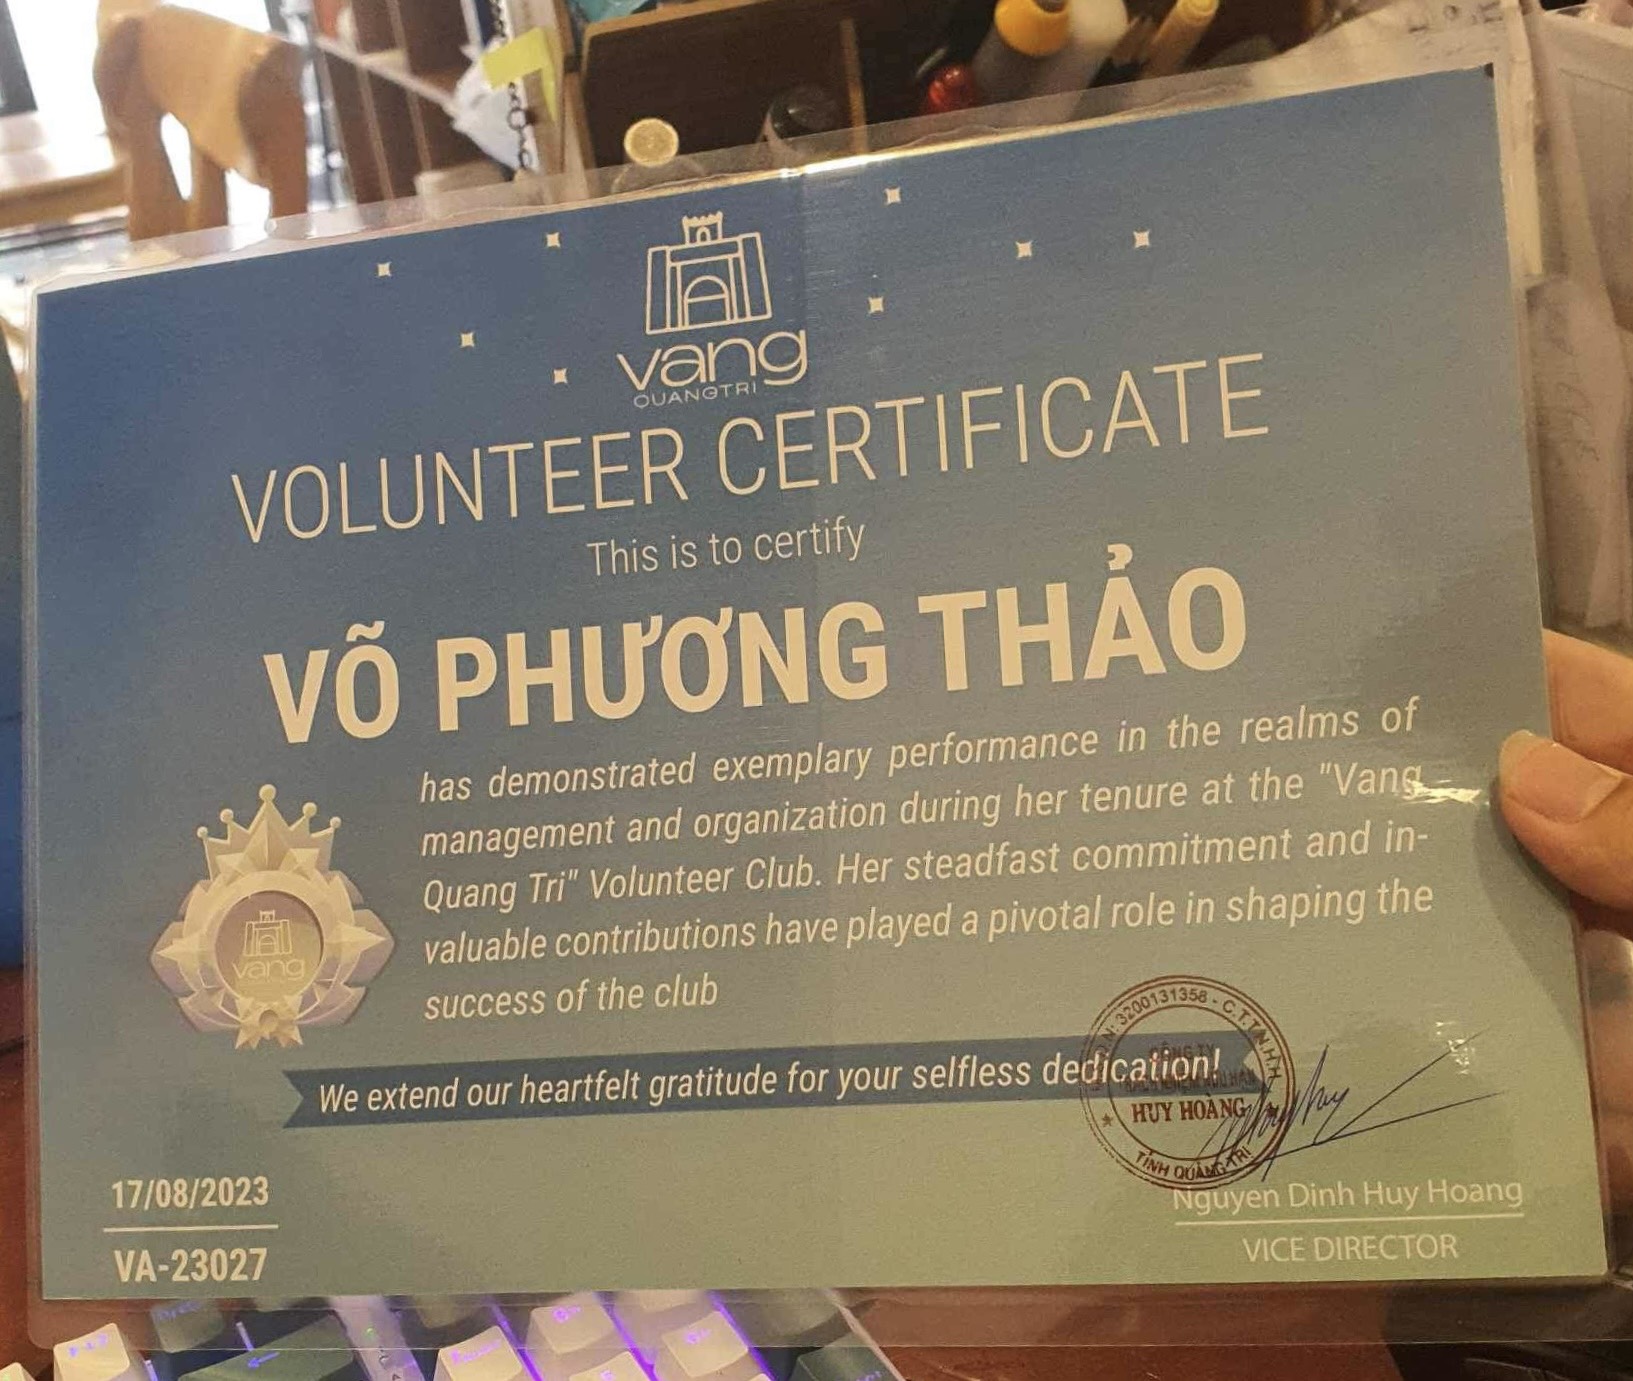 vang
QUANGTRI
VOLUNTEER CERTIFICATE
This is to certify
VÕ PHƯƠNG THẢO
has demonstrated exemplary performance in the realms of
management and organization during her tenure at the "Vang
Quang Tri" Volunteer Club. Her steadfast commitment and in-
valuable contributions have played a pivotal role in shaping the
success of the club
vang
We extend our heartfelt gratitude for your selfless dedication!
3200131358 - C.T.T.N.H.H
CÔNG TY
HUY HOÀNG
TỈNH QUẢNG TRỊ
17/08/2023
VA-23027
Nguyen Dinh Huy Hoang
VICE DIRECTOR